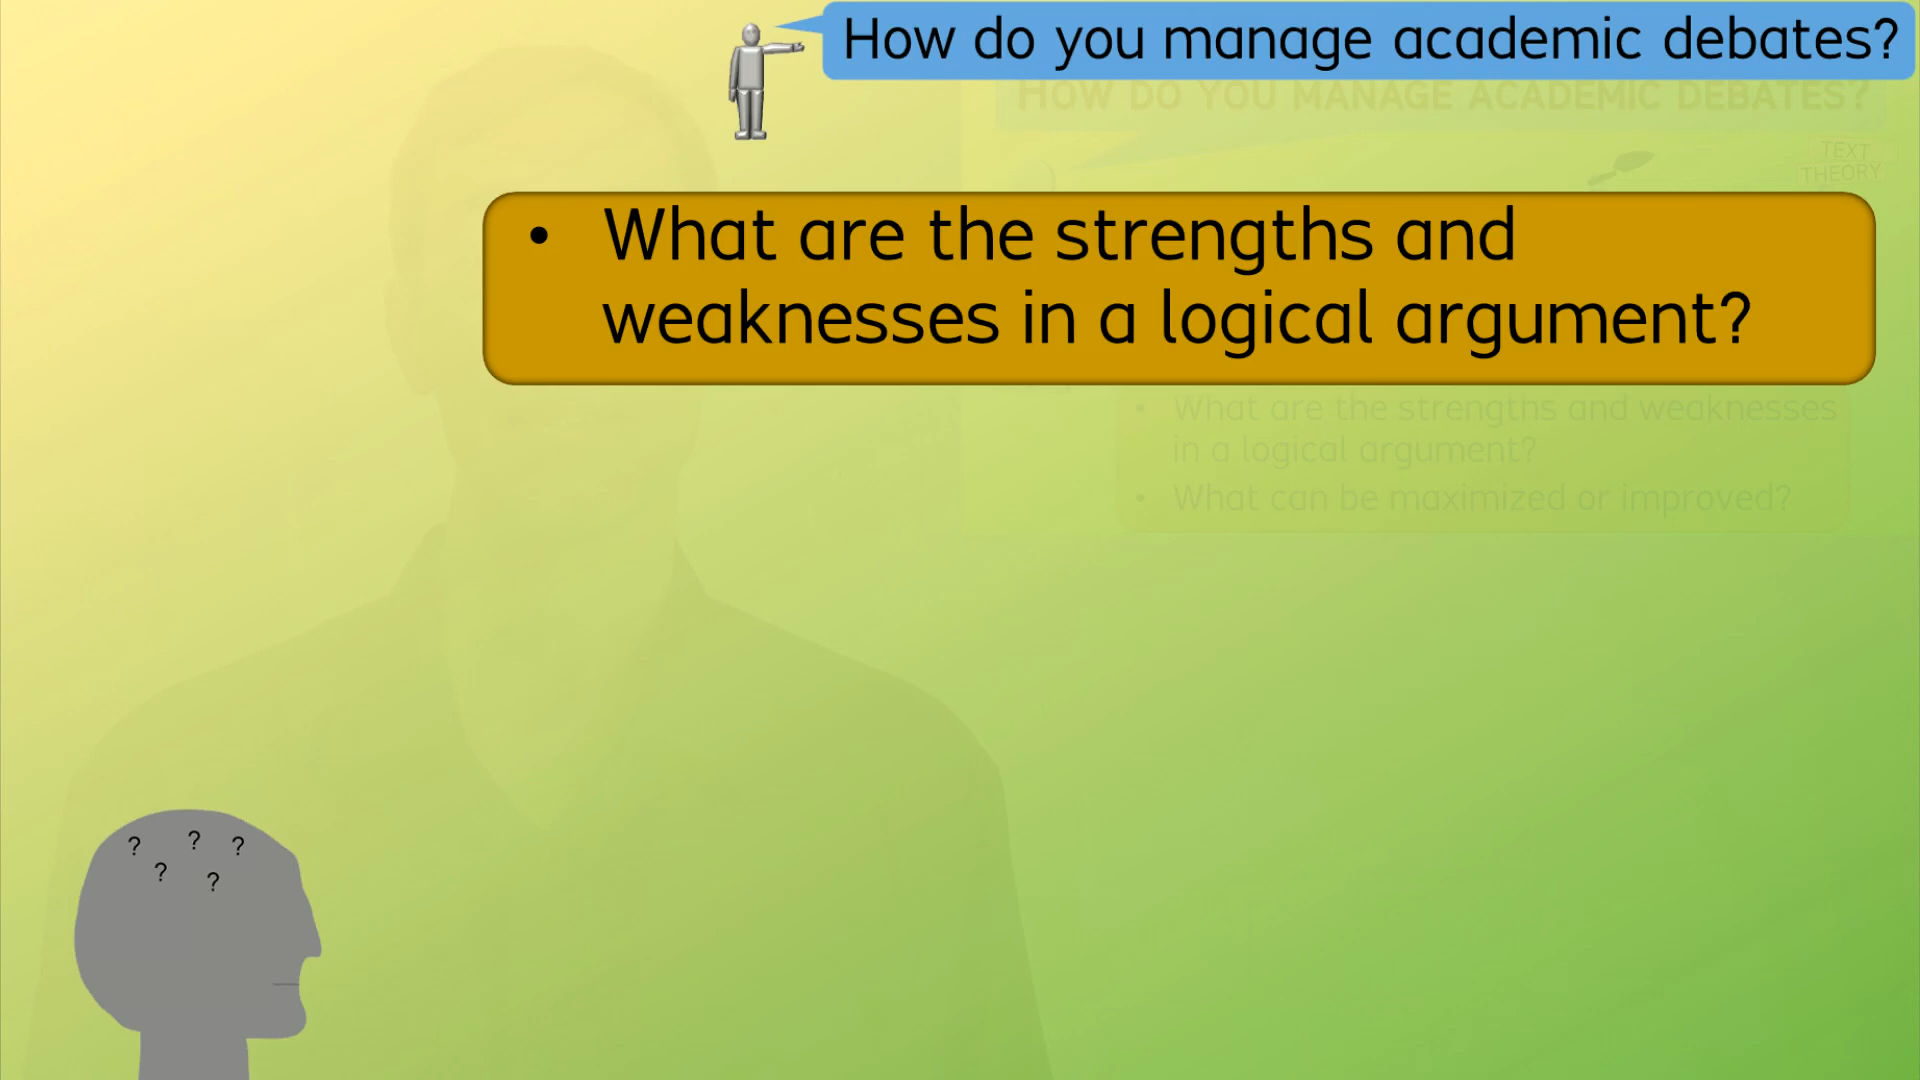 How do you manage academic debates?
HOW DO YOU MANAGE ACADEMIC DEBATES?
TEXT
THEORY
• What are the strengths and
weaknesses in a logical argument?
• What are the strengths and weaknesses
in a logical argument?
• What can be maximized or improved?
? ? ?
? ?